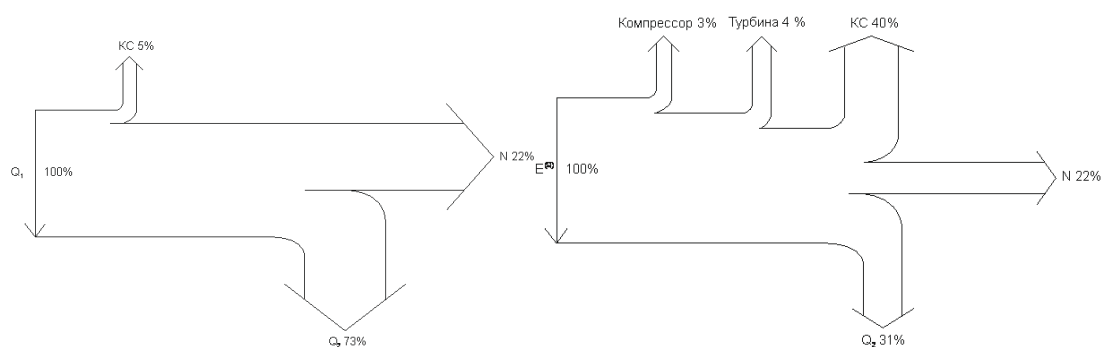 КС 5%
Q₁
100%
N 22%
Q₂ 73%
Компрессор 3%
Турбина 4 %
КС 40%
E
100%
N 22%
Q₂ 31%